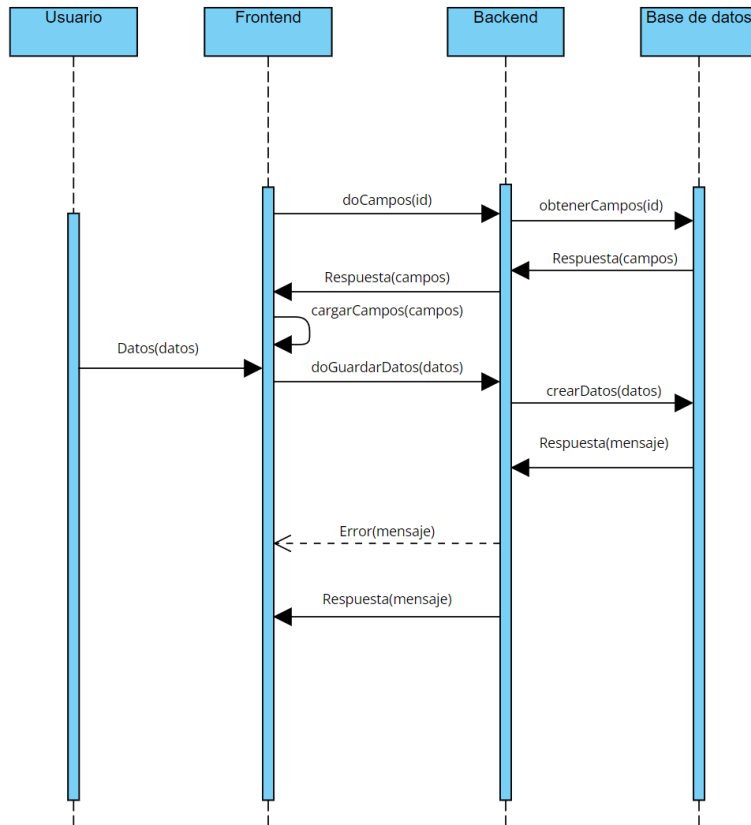 Usuario
Frontend
Backend
Base de datos
doCampos(id)
obtenerCampos(id)
Respuesta(campos)
Respuesta(campos)
cargarCampos(campos)
Datos(datos)
doGuardarDatos(datos)
crearDatos(datos)
Respuesta(mensaje)
Error(mensaje)
Respuesta(mensaje)